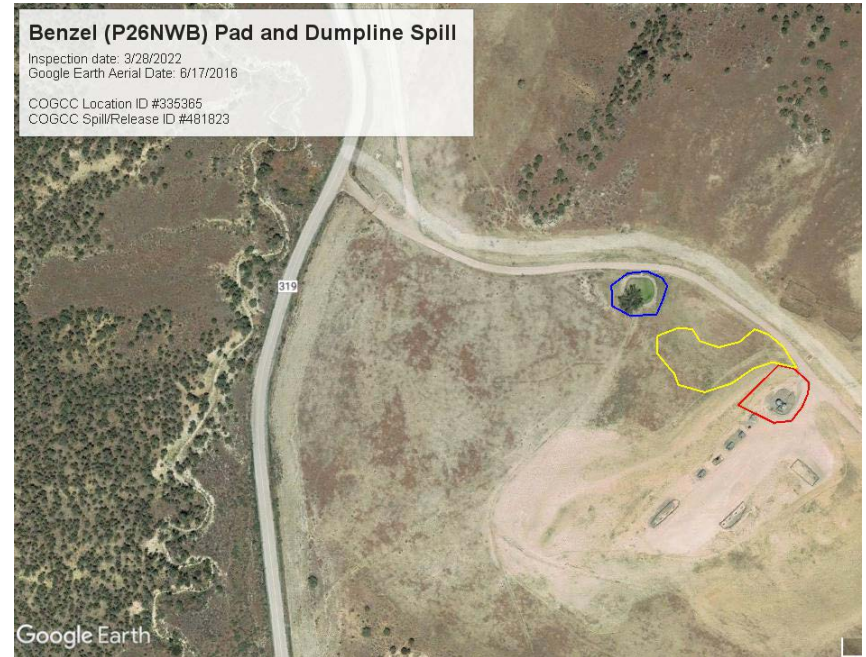 Benzel (P26NWB) Pad and Dumpline Spill
Inspection date: 3/28/2022
Google Earth Aerial Date: 6/17/2016
COGCC Location ID #335365
COGCC Spill/Release ID #481823
319
Google Earth